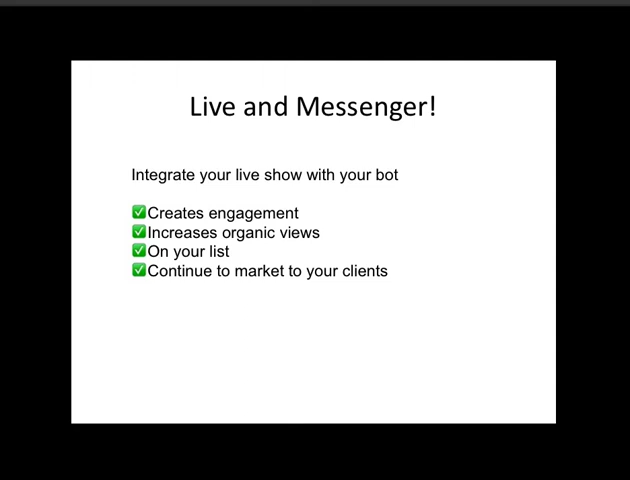 Live and Messenger!
Integrate your live show with your bot
✅Creates engagement
✅Increases organic views
✅On your list
✅Continue to market to your clients